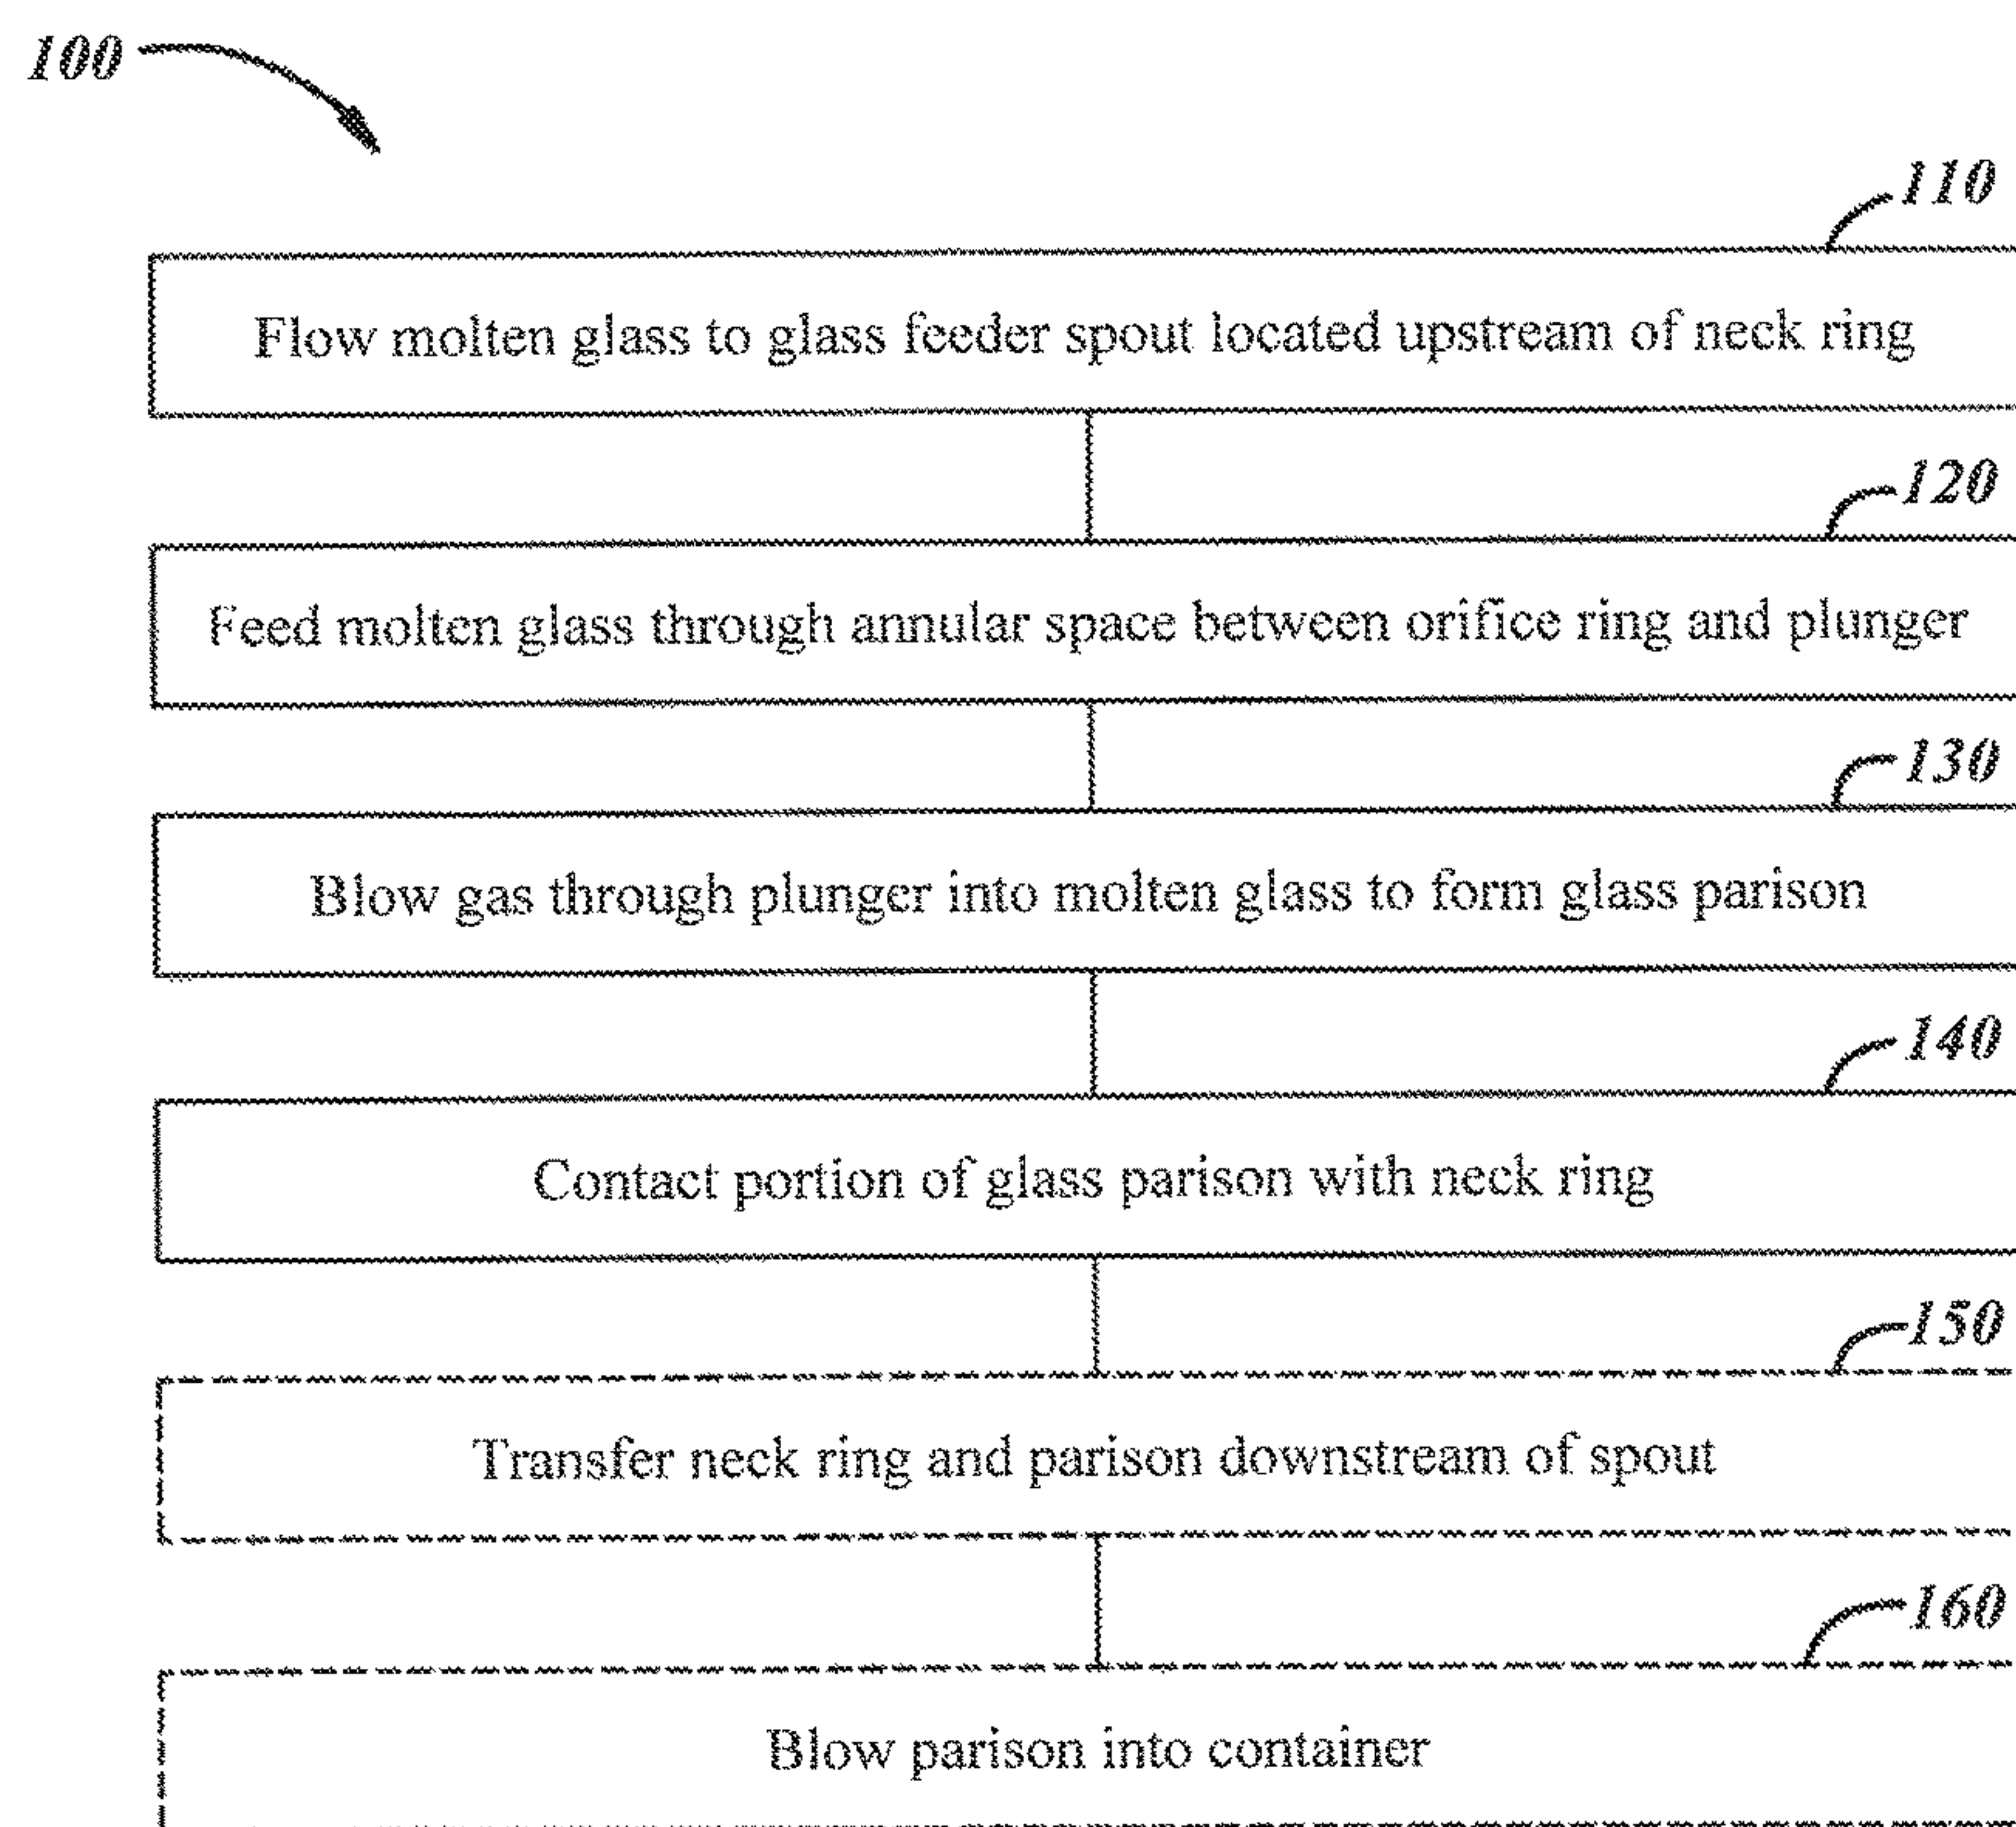 100
110
Flow molten glass to glass feeder spout located upstream of neck ring
120
Feed molten glass through annular space between orifice ring and plunger
130
Blow gas through plunger into molten glass to form glass parison
140
Contact portion of glass parison with neck ring
150
Transfer neck ring and parison downstream of spout
160
Blow parison into container